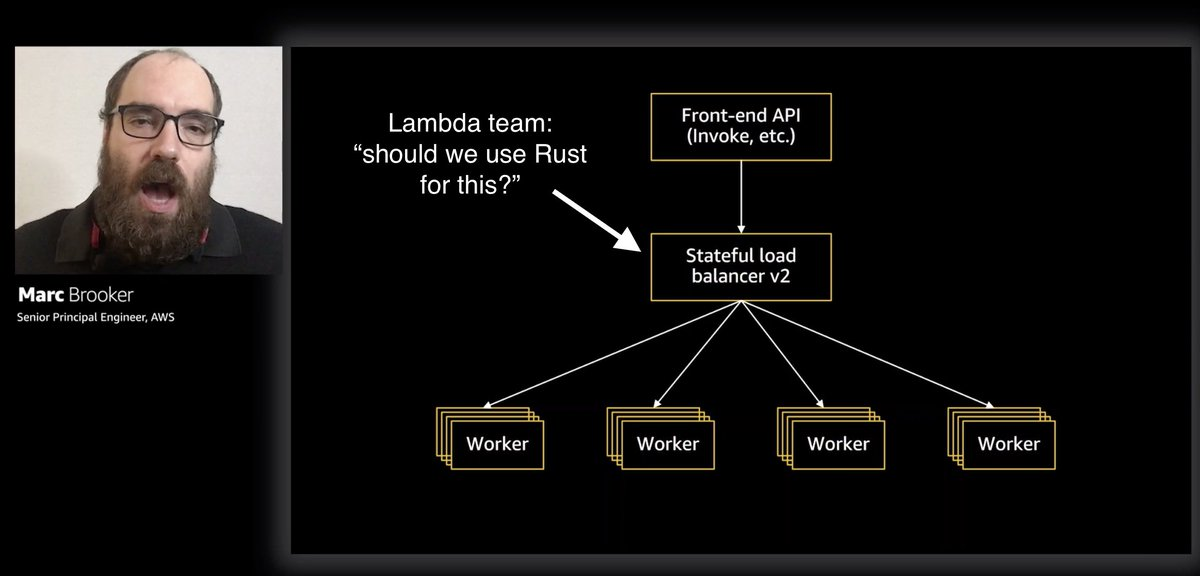 Marc Brooker
Senior Principal Engineer, AWS
Lambda team:
“should we use Rust
for this?”
Front-end API
(Invoke, etc.)
Stateful load
balancer v2
Worker
Worker
Worker
Worker